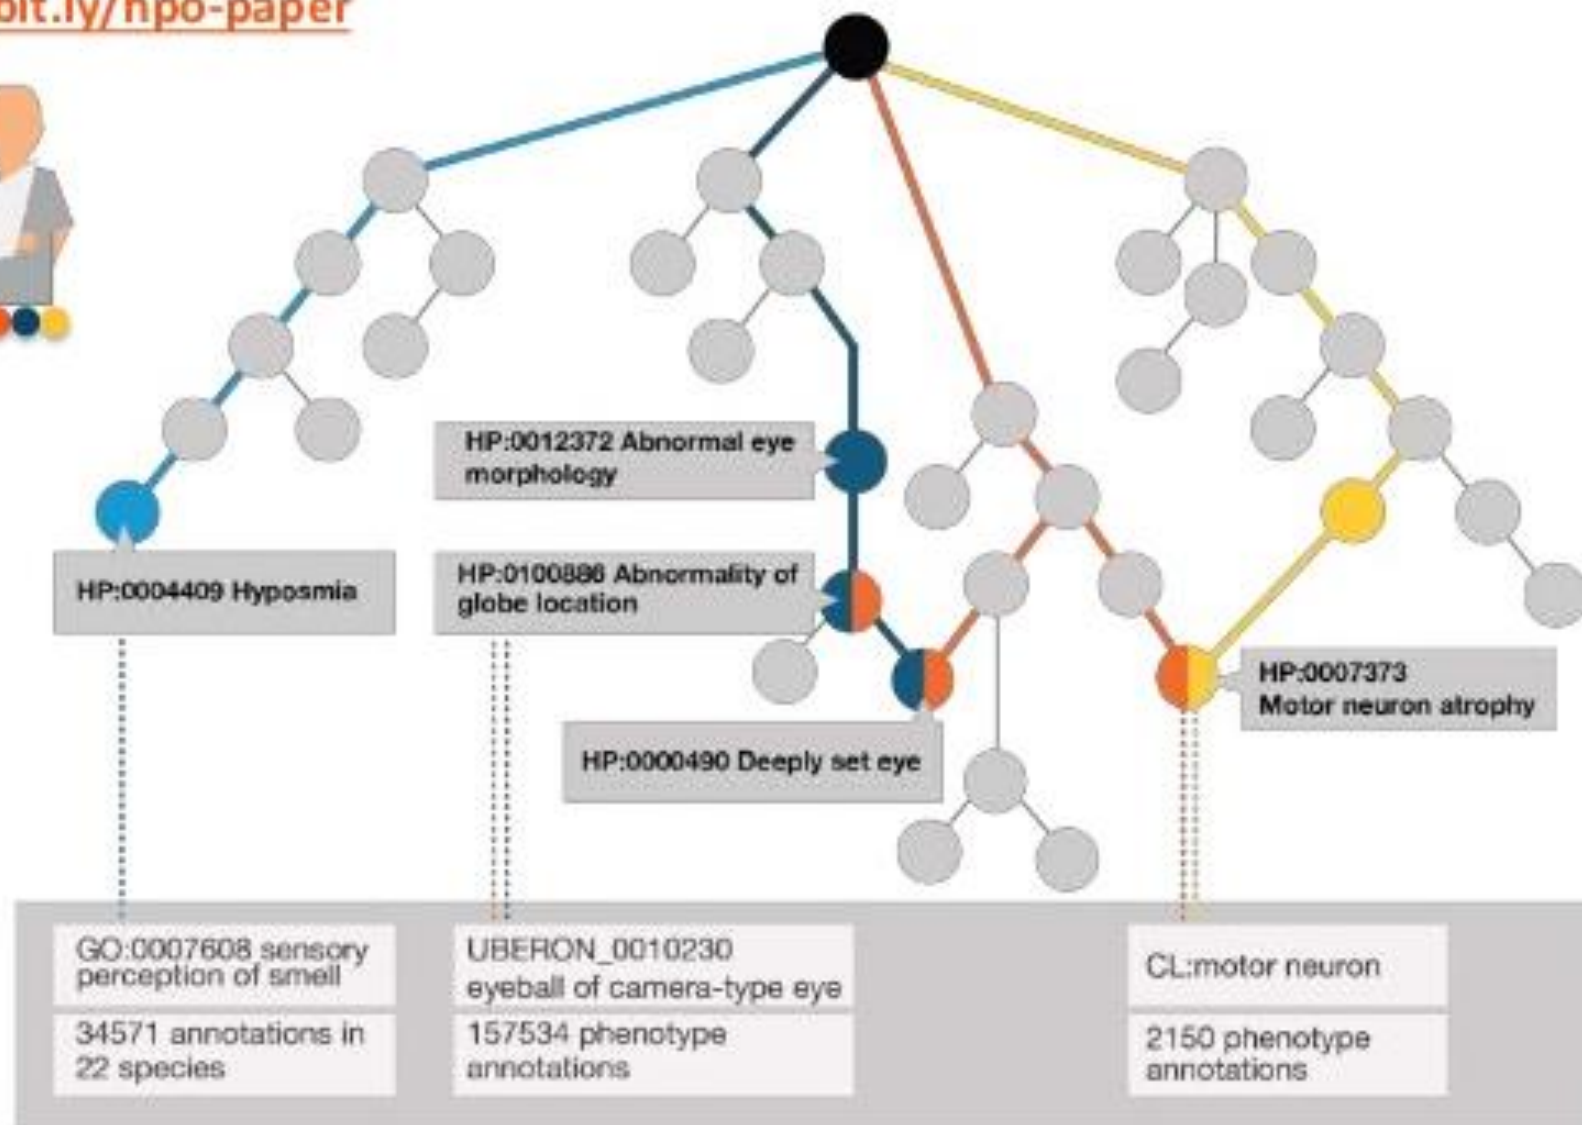 bit.ly/hpo-paper
HP:0012372 Abnormal eye
morphology
HP:0004409 Hyposmia
HP:0100886 Abnormality of
globe location
HP:0007373
Motor neuron atrophy
HP:0000490 Deeply set eye
GO:0007608 sensory
perception of smell
34571 annotations in
22 species
UBERON_0010230
eyeball of camera-type eye
157534 phenotype
annotations
CL:motor neuron
2150 phenotype
annotations